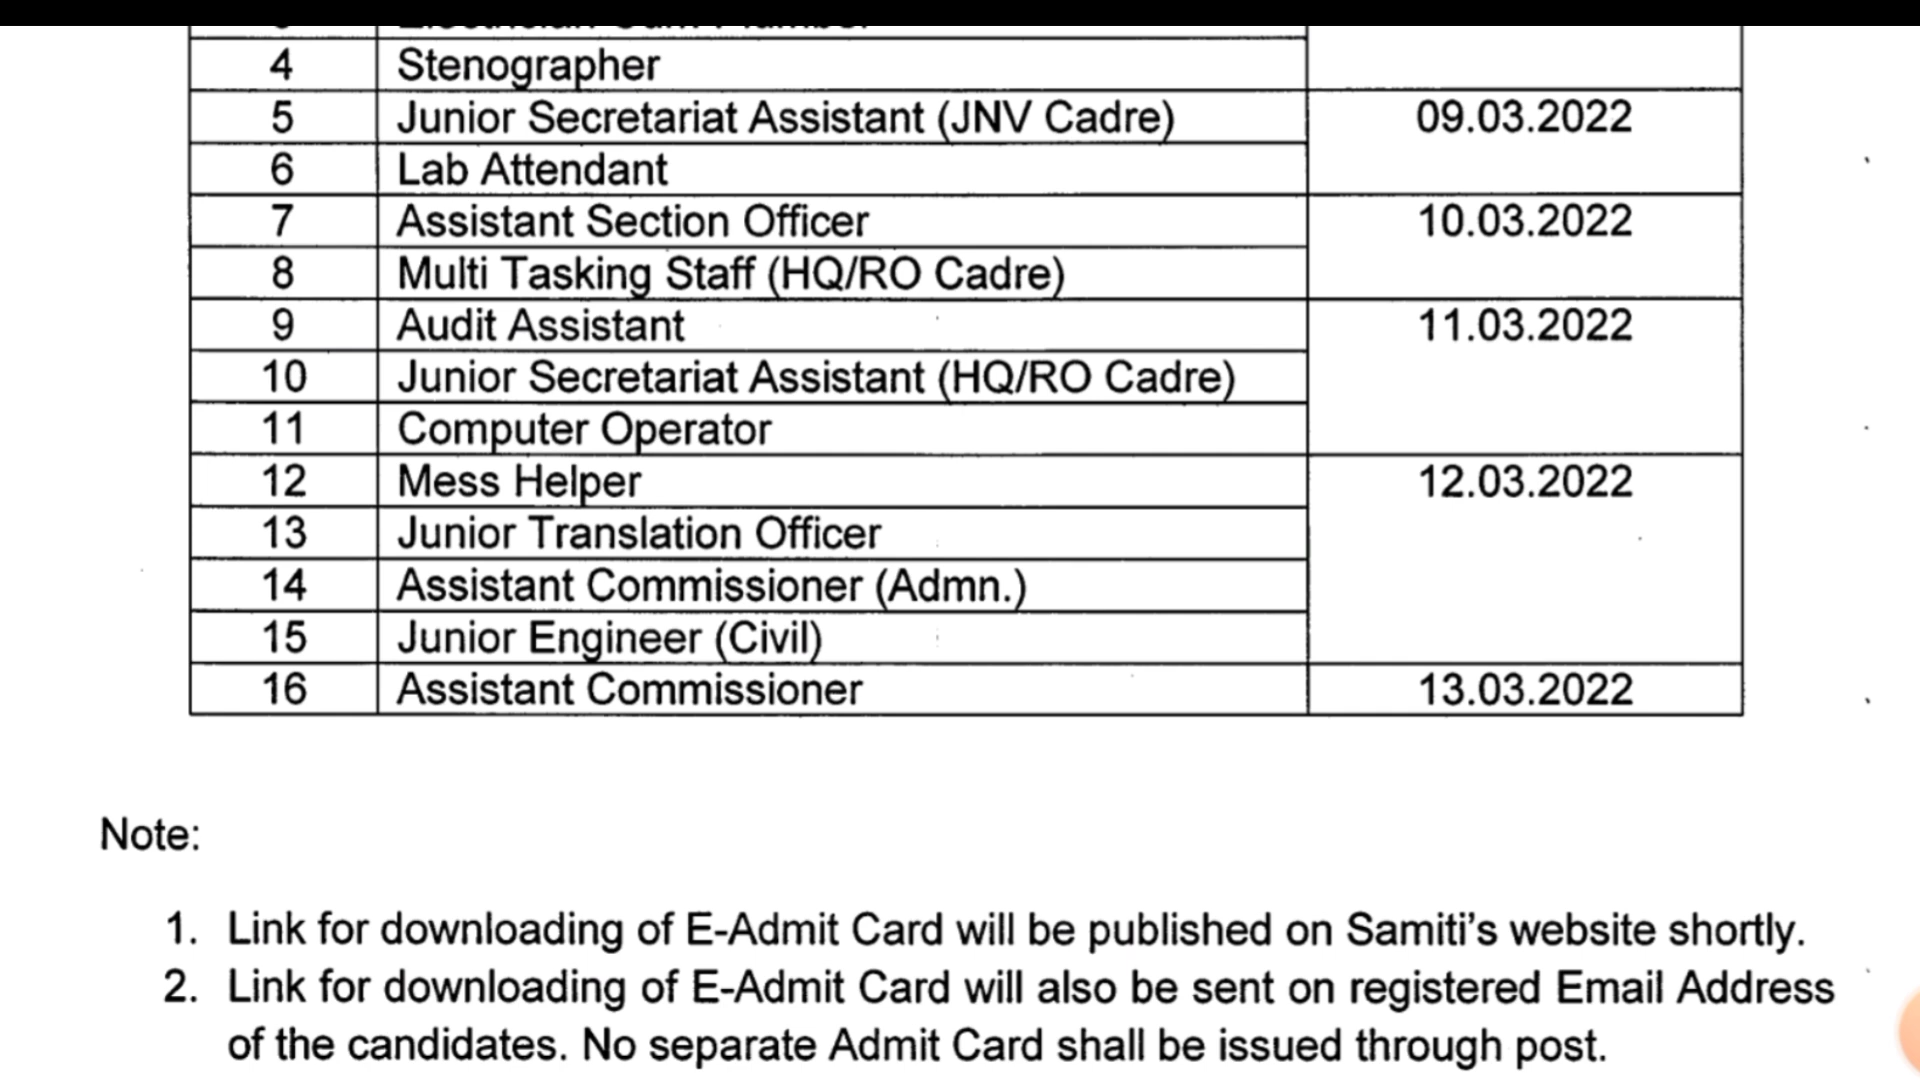 4 Stenographer
5 Junior Secretariat Assistant (JNV Cadre) 09.03.2022
6 Lab Attendant
7 Assistant Section Officer 10.03.2022
8 Multi Tasking Staff (HQ/RO Cadre)
9 Audit Assistant 11.03.2022
10 Junior Secretariat Assistant (HQ/RO Cadre)
11 Computer Operator
12 Mess Helper 12.03.2022
13 Junior Translation Officer
14 Assistant Commissioner (Admn.)
15 Junior Engineer (Civil)
16 Assistant Commissioner 13.03.2022
Note:
1. Link for downloading of E-Admit Card will be published on Samiti's website shortly.
2. Link for downloading of E-Admit Card will also be sent on registered Email Address
of the candidates. No separate Admit Card shall be issued through post.